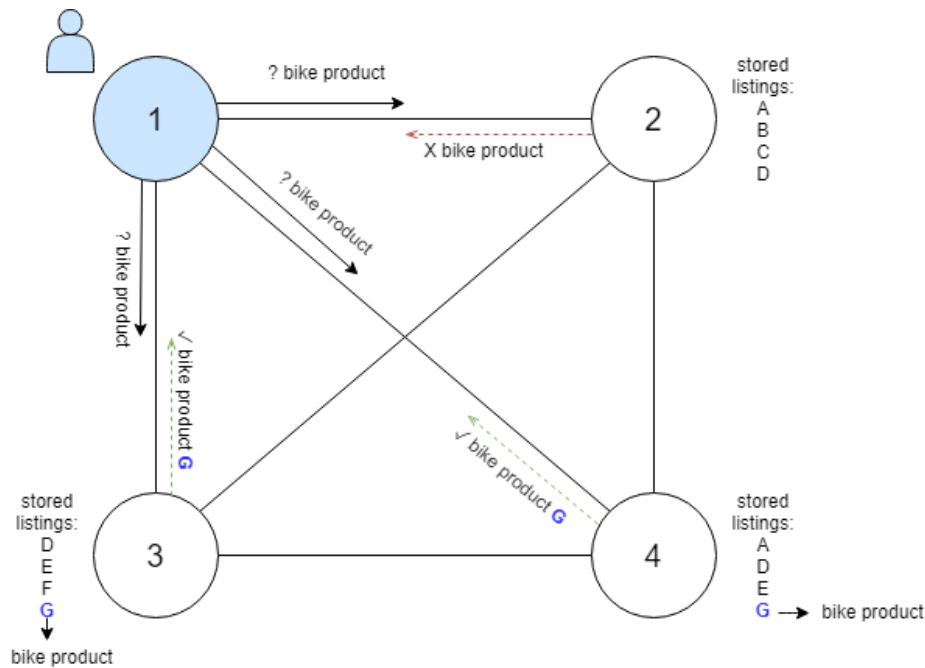 ? bike product
1
2
X bike product
stored
listings:
A
B
C
D
? bike product
? bike product
√ bike product G
√ bike product G
stored
listings:
D
E
F
G
bike product
3
4
stored
listings:
A
D
E
G
bike product